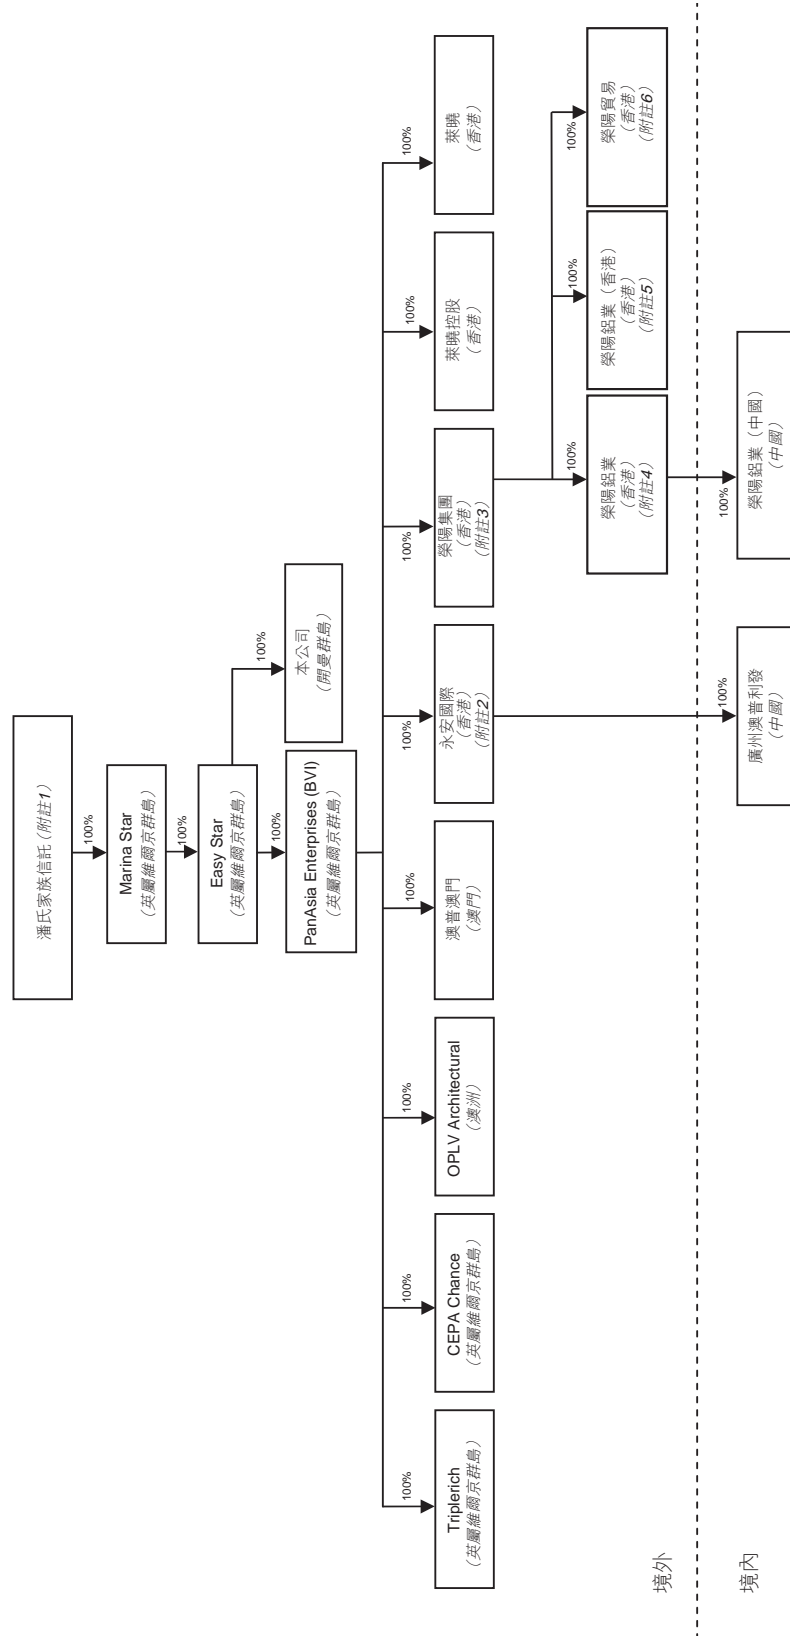 潘氏家族信託（附註1）
100%
Marina Star
（英屬維爾京群島）
100%
Easy Star
（英屬維爾京群島）
100%
100%
PanAsia Enterprises (BVI)
（英屬維爾京群島）
本公司
（開曼群島）
100%
100%
100%
100%
100%
100%
100%
100%
Triplerich
（英屬維爾京群島）
CEPA Chance
（英屬維爾京群島）
OPLV Architectural
（澳洲）
澳普澳門
（澳門）
永安國際
（香港）
（附註2）
榮陽集團
（香港）
（附註3）
萊曉控股
（香港）
萊曉
（香港）
100%
100%
100%
榮陽鋁業
（香港）
（附註4）
榮陽鋁業（香港）
（香港）
（附註5）
榮陽貿易
（香港）
（附註6）
境外
境內
100%
100%
廣州澳普利發
（中國）
榮陽鋁業（中國）
（中國）